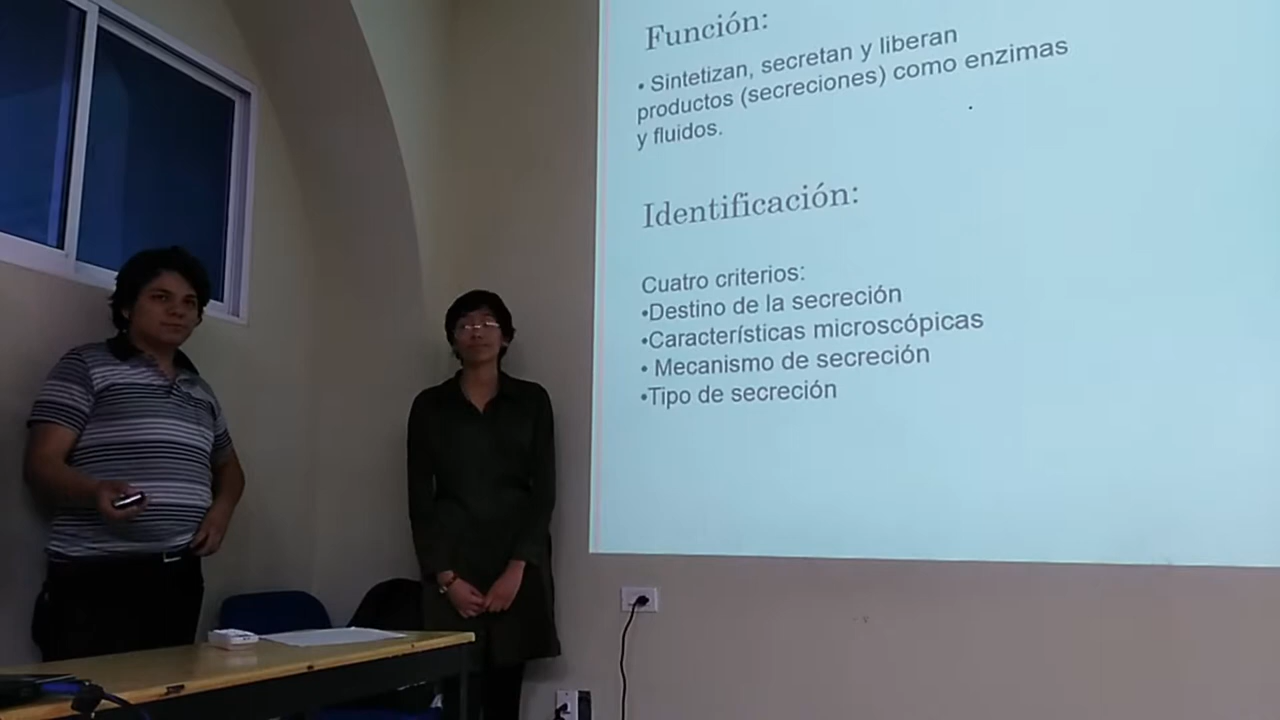 Función:
• Sintetizan, secretan y liberan
productos (secreciones) como enzimas
y fluidos.
Identificación:
Cuatro criterios:
•Destino de la secreción
•Características microscópicas
• Mecanismo de secreción
•Tipo de secreción